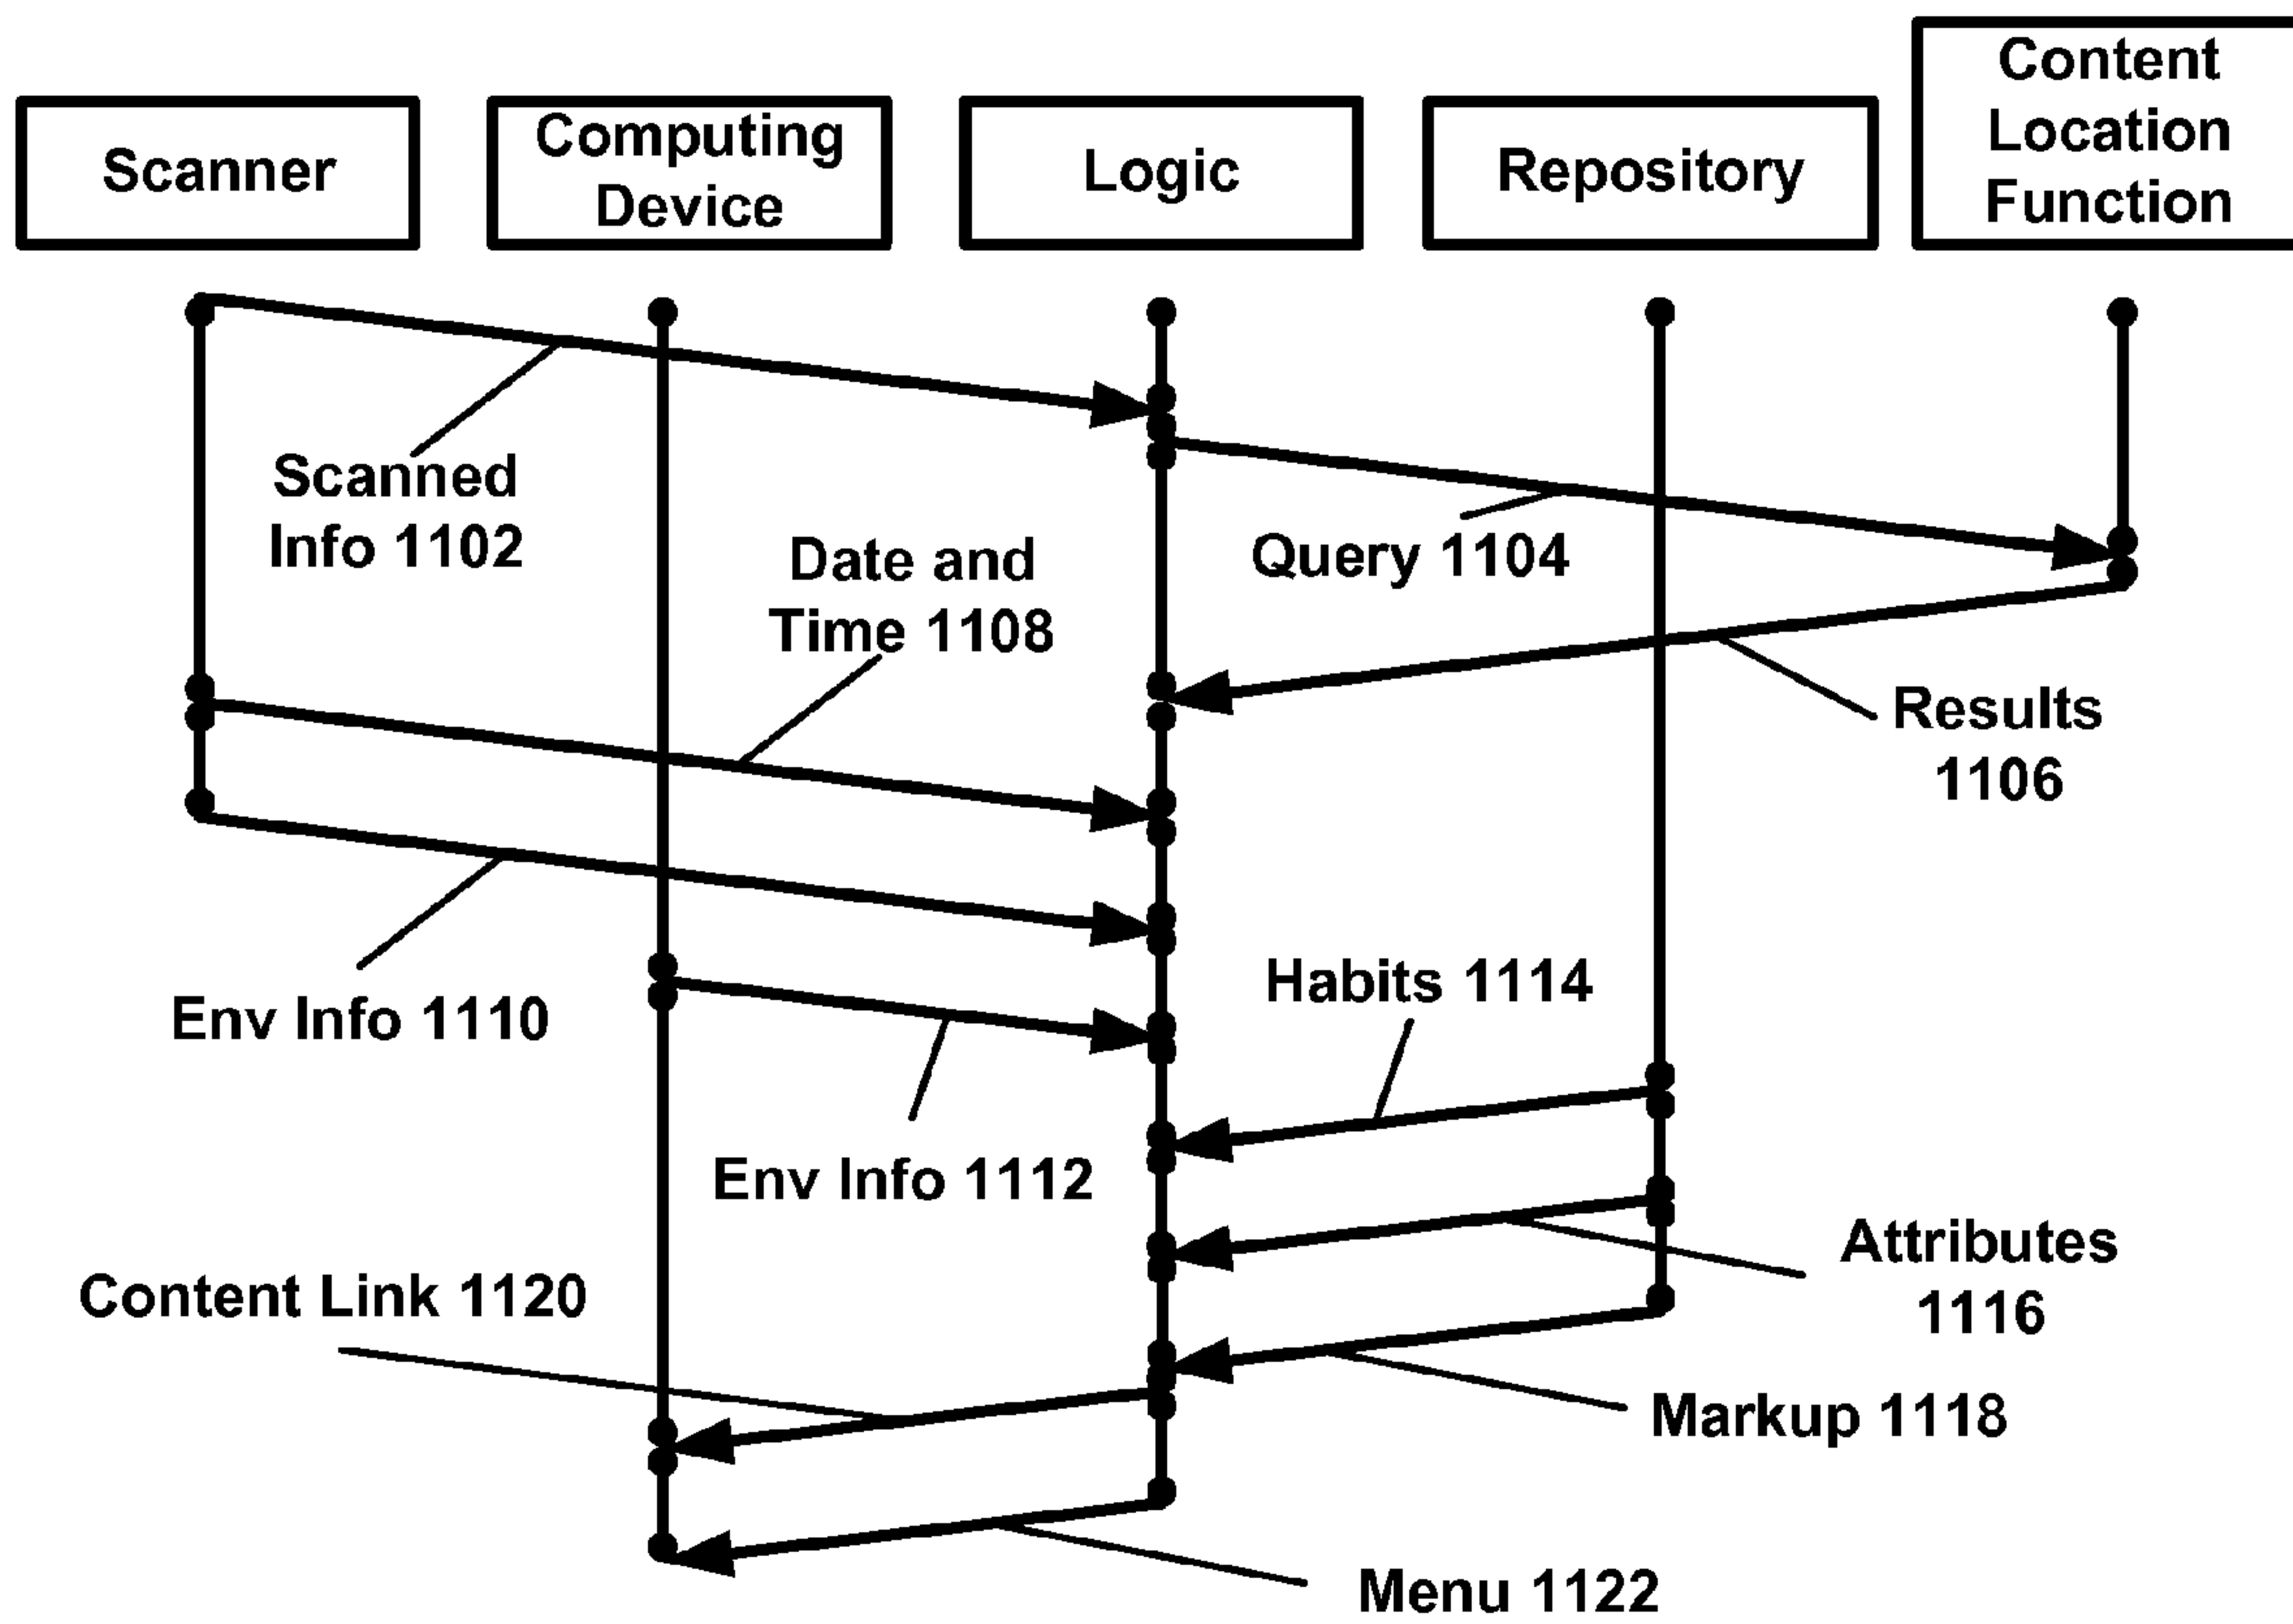 Scanner
Computing
Device
Logic
Repository
Content
Location
Function
Scanned
Info 1102
Date and
Time 1108
Query 1104
Results
1106
Env Info 1110
Habits 1114
Env Info 1112
Attributes
1116
Content Link 1120
Markup 1118
Menu 1122